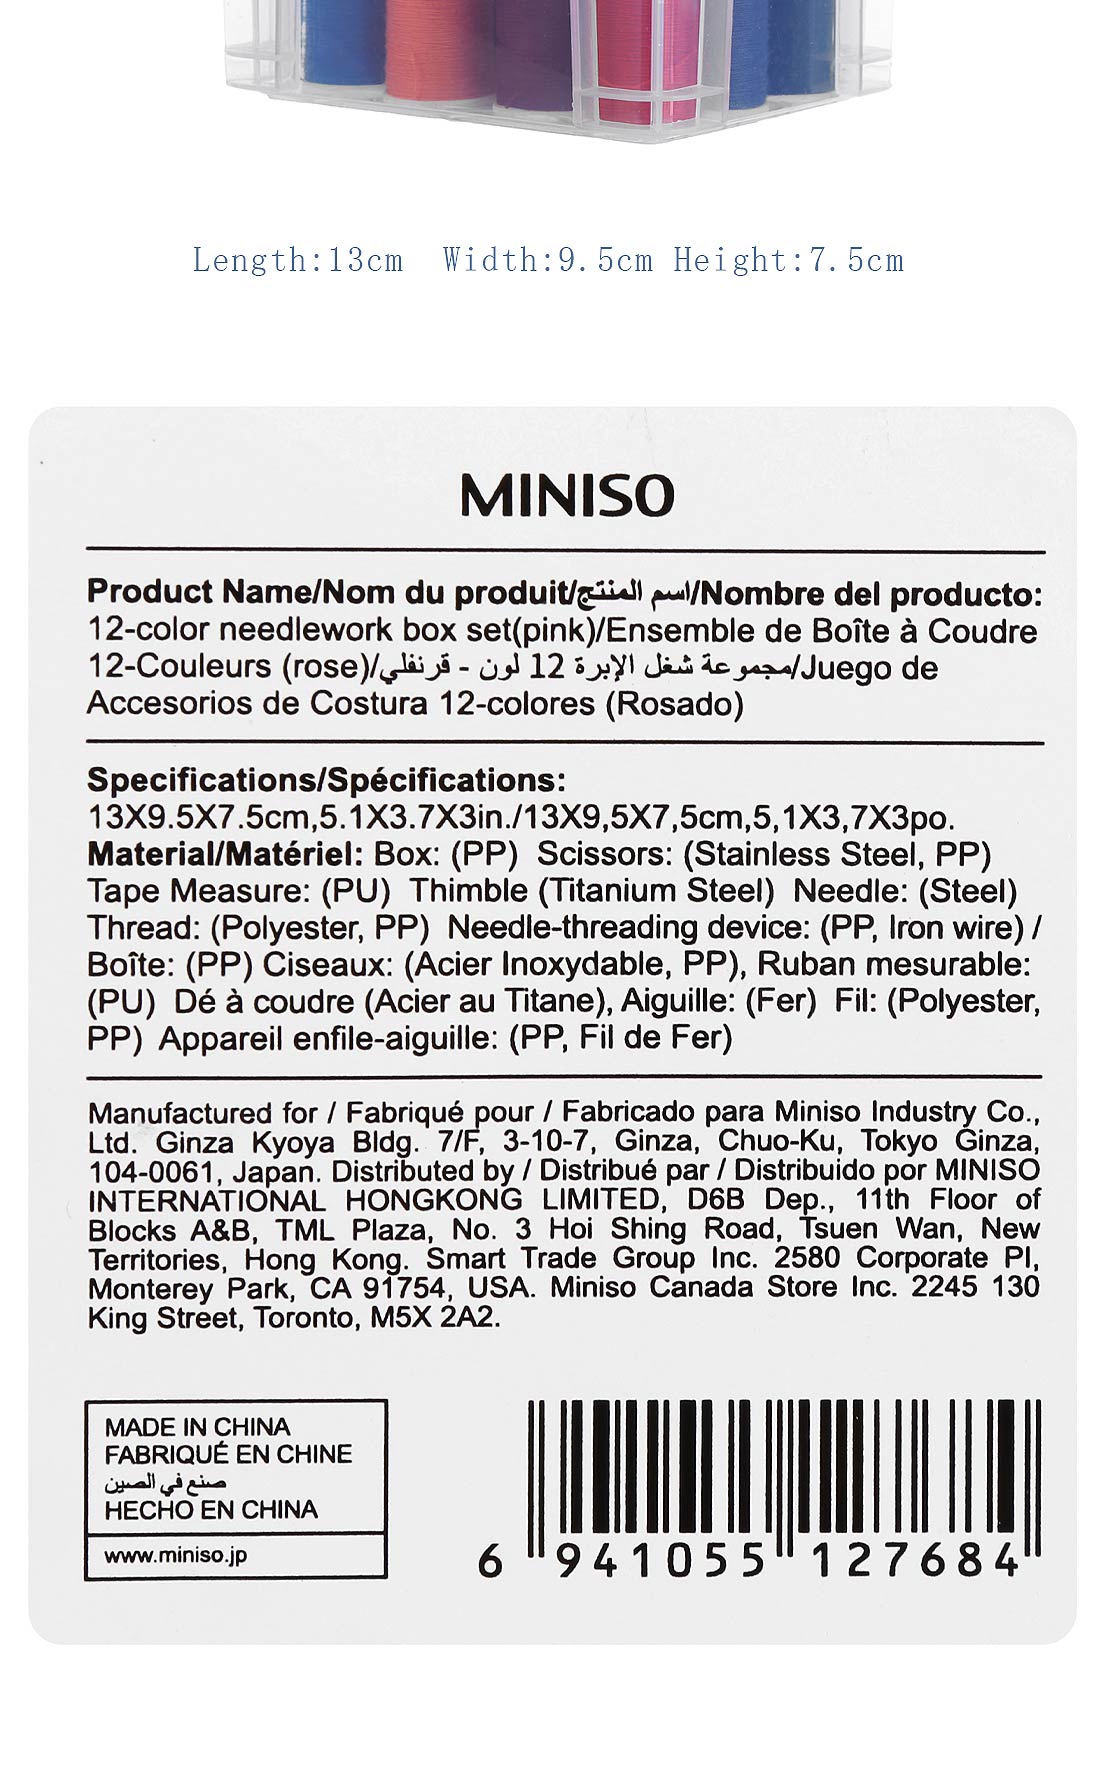 Length:13cm Width:9.5cm Height:7.5cm
MINISO
Product Name/Nom du produit/اسم المنتج/Nombre del producto:
12-color needlework box set(pink)/Ensemble de Boîte à Coudre
12-Couleurs (rose)/مجموعة شغل الإبرة 12 لون - قرنفلي/Juego de
Accesorios de Costura 12-colores (Rosado)
Specifications/Spécifications:
13X9.5X7.5cm,5.1X3.7X3in./13X9,5X7,5cm,5,1X3,7X3po.
Material/Matériel: Box: (PP) Scissors: (Stainless Steel, PP)
Tape Measure: (PU) Thimble (Titanium Steel) Needle: (Steel)
Thread: (Polyester, PP) Needle-threading device: (PP, Iron wire) /
Boîte: (PP) Ciseaux: (Acier Inoxydable, PP), Ruban mesurable:
(PU) Dé à coudre (Acier au Titane), Aiguille: (Fer) Fil: (Polyester,
PP) Appareil enfile-aiguille: (PP, Fil de Fer)
Manufactured for / Fabriqué pour / Fabricado para Miniso Industry Co.,
Ltd. Ginza Kyoya Bldg. 7/F, 3-10-7, Ginza, Chuo-Ku, Tokyo Ginza,
104-0061, Japan. Distributed by / Distribué par / Distribuido por MINISO
INTERNATIONAL HONGKONG LIMITED, D6B Dep., 11th Floor of
Blocks A&B, TML Plaza, No. 3 Hoi Shing Road, Tsuen Wan, New
Territories, Hong Kong. Smart Trade Group Inc. 2580 Corporate Pl,
Monterey Park, CA 91754, USA. Miniso Canada Store Inc. 2245 130
King Street, Toronto, M5X 2A2.
MADE IN CHINA
FABRIQUÉ EN CHINE
صنع في الصين
HECHO EN CHINA
www.miniso.jp
6 941055 127684